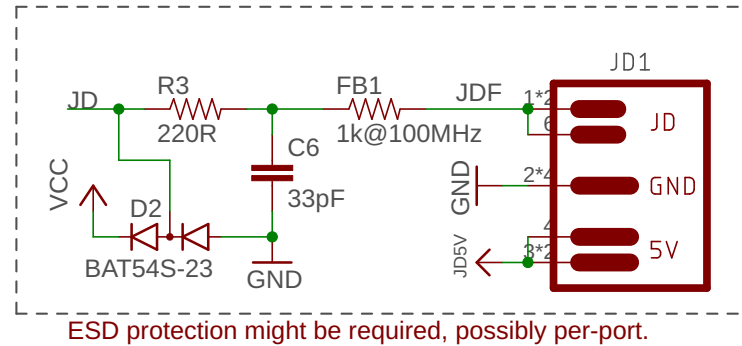 JD1
R3
FB1
JD
JDF
1*2
220R
1k@100MHz
6
JD
C6
33pF
VCC
D2
GND
2*4
GND
4
BAT54S-23
GND
JD5V
3*2
5V
ESD protection might be required, possibly per-port.